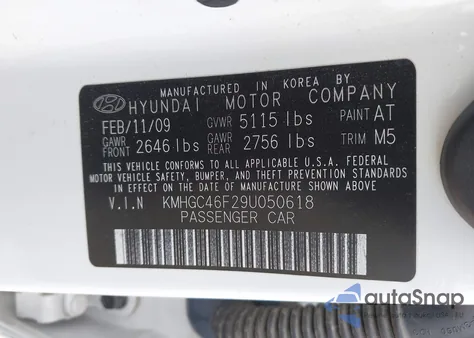 MANUFACTURED IN KOREA BY
HYUNDAI MOTOR COMPANY
FEB/11/09 GVWR 5115 lbs PAINT AT
GAWR FRONT 2646 lbs GAWR REAR 2756 lbs TRIM M5
THIS VEHICLE CONFORMS TO ALL APPLICABLE U.S.A. FEDERAL
MOTOR VEHICLE SAFETY, BUMPER, AND THEFT PREVENTION
STANDARDS IN EFFECT ON THE DATE OF MANUFACTURE
SHOWN ABOVE.
V.I.N KMHGC46F29U050618
PASSENGER CAR
autoSnap